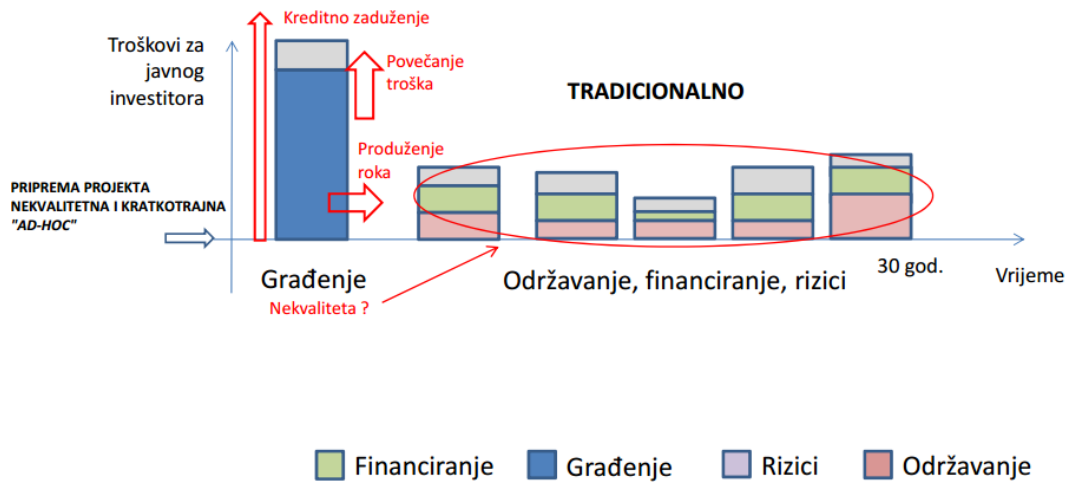 Kreditno zaduženje
Troškovi za
javnog
investitora
Povečanje
troška
TRADICIONALNO
Produženje
roka
PRIPREMA PROJEKTA
NEKVALITETNA I KRATKOTRAJNA
"AD-HOC"
Građenje
Održavanje, financiranje, rizici
30 god.
Vrijeme
Nekvaliteta ?
Financiranje
Građenje
Rizici
Održavanje